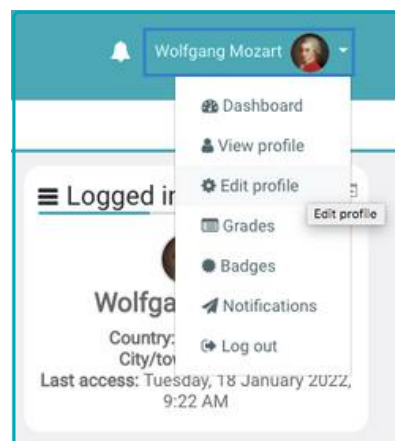 Wolfgang Mozart
Dashboard
View profile
Edit profile
Edit profile
Logged in
Grades
Badges
Wolfga
Notifications
Country:
Log out
City/tow
Last access: Tuesday, 18 January 2022,
9:22 AM